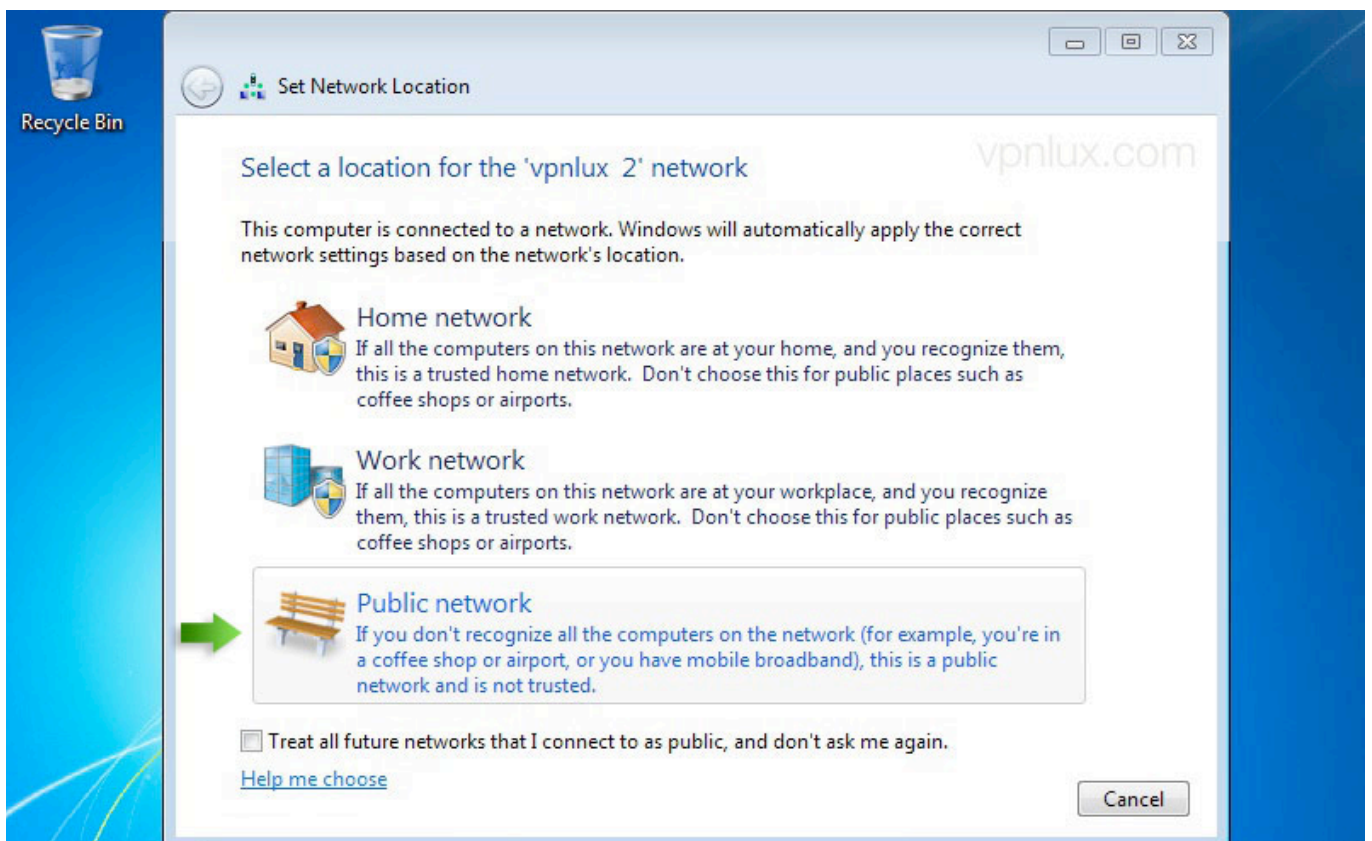 Recycle Bin
Set Network Location
vpnlux.com
Select a location for the 'vpnlux  2' network
This computer is connected to a network. Windows will automatically apply the correct
network settings based on the network's location.
Home network
If all the computers on this network are at your home, and you recognize them,
this is a trusted home network.  Don't choose this for public places such as
coffee shops or airports.
Work network
If all the computers on this network are at your workplace, and you recognize
them, this is a trusted work network.  Don't choose this for public places such as
coffee shops or airports.
Public network
If you don't recognize all the computers on the network (for example, you're in
a coffee shop or airport, or you have mobile broadband), this is a public
network and is not trusted.
Treat all future networks that I connect to as public, and don't ask me again.
Help me choose
Cancel